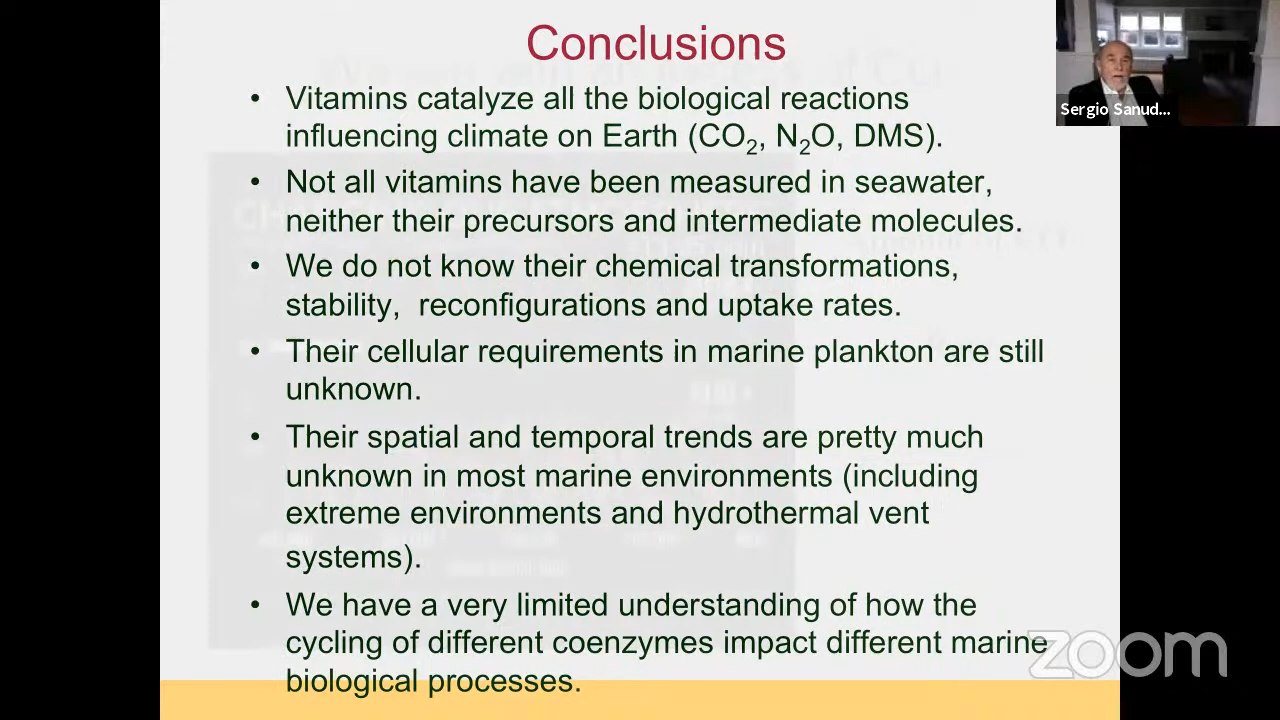 Conclusions
Sergio Sanud...
• Vitamins catalyze all the biological reactions
influencing climate on Earth (CO₂, N₂O, DMS).
• Not all vitamins have been measured in seawater,
neither their precursors and intermediate molecules.
• We do not know their chemical transformations,
stability,  reconfigurations and uptake rates.
• Their cellular requirements in marine plankton are still
unknown.
• Their spatial and temporal trends are pretty much
unknown in most marine environments (including
extreme environments and hydrothermal vent
systems).
• We have a very limited understanding of how the
cycling of different coenzymes impact different marine
biological processes.
zoom